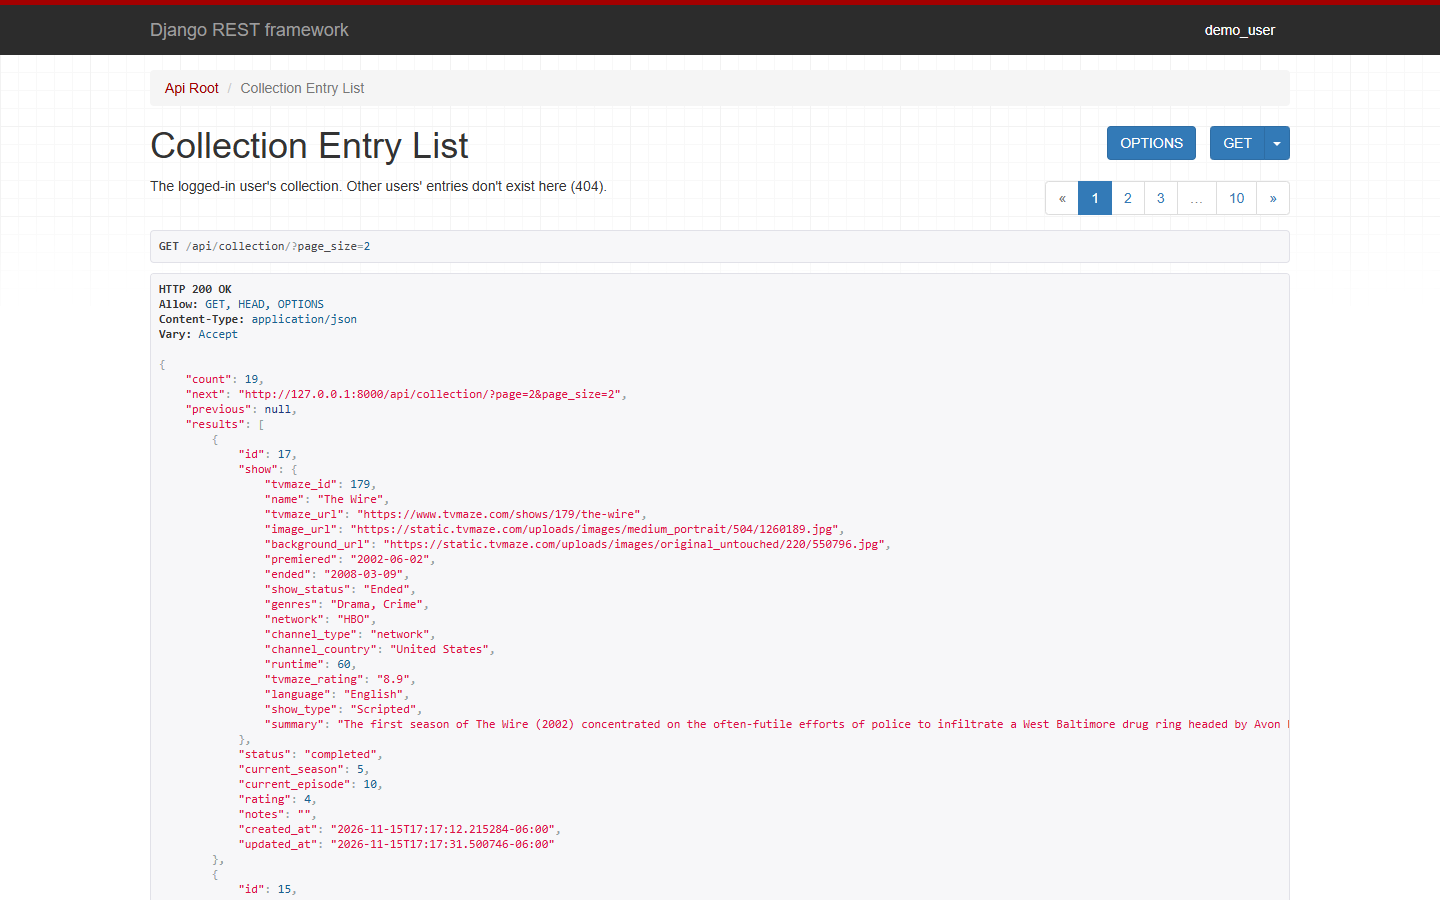 Django REST framework
demo_user
Api Root / Collection Entry List
Collection Entry List
OPTIONS
GET
The logged-in user's collection. Other users' entries don't exist here (404).
« 1 2 3 … 10 »
GET /api/collection/?page_size=2
HTTP 200 OK
Allow: GET, HEAD, OPTIONS
Content-Type: application/json
Vary: Accept
{
    "count": 19,
    "next": "http://127.0.0.1:8000/api/collection/?page=2&page_size=2",
    "previous": null,
    "results": [
        {
            "id": 17,
            "show": {
                "tvmaze_id": 179,
                "name": "The Wire",
                "tvmaze_url": "https://www.tvmaze.com/shows/179/the-wire",
                "image_url": "https://static.tvmaze.com/uploads/images/medium_portrait/504/1260189.jpg",
                "background_url": "https://static.tvmaze.com/uploads/images/original_untouched/220/550796.jpg",
                "premiered": "2002-06-02",
                "ended": "2008-03-09",
                "show_status": "Ended",
                "genres": "Drama, Crime",
                "network": "HBO",
                "channel_type": "network",
                "channel_country": "United States",
                "runtime": 60,
                "tvmaze_rating": "8.9",
                "language": "English",
                "show_type": "Scripted",
                "summary": "The first season of The Wire (2002) concentrated on the often-futile efforts of police to infiltrate a West Baltimore drug ring headed by Avon
            },
            "status": "completed",
            "current_season": 5,
            "current_episode": 10,
            "rating": 4,
            "notes": "",
            "created_at": "2026-11-15T17:17:12.215284-06:00",
            "updated_at": "2026-11-15T17:17:31.500746-06:00"
        },
        {
            "id": 15,